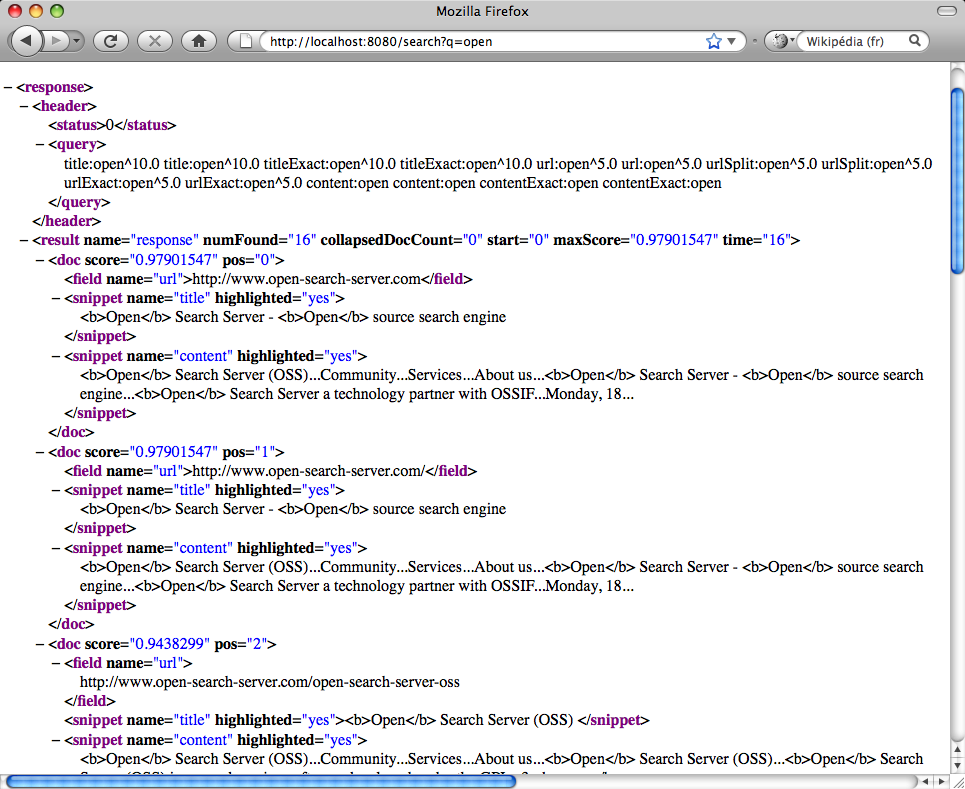 Mozilla Firefox
http://localhost:8080/search?q=open
Wikipédia (fr)
− <response>
− <header>
<status>0</status>
− <query>
title:open^10.0 title:open^10.0 titleExact:open^10.0 titleExact:open^10.0 url:open^5.0 url:open^5.0 urlSplit:open^5.0 urlSplit:open^5.0
urlExact:open^5.0 urlExact:open^5.0 content:open content:open contentExact:open contentExact:open
</query>
</header>
− <result name="response" numFound="16" collapsedDocCount="0" start="0" maxScore="0.97901547" time="16">
− <doc score="0.97901547" pos="0">
<field name="url">http://www.open-search-server.com</field>
− <snippet name="title" highlighted="yes">
<b>Open</b> Search Server - <b>Open</b> source search engine
</snippet>
− <snippet name="content" highlighted="yes">
<b>Open</b> Search Server (OSS)...Community...Services...About us...<b>Open</b> Search Server - <b>Open</b> source search
engine...<b>Open</b> Search Server a technology partner with OSSIF...Monday, 18...
</snippet>
</doc>
− <doc score="0.97901547" pos="1">
<field name="url">http://www.open-search-server.com/</field>
− <snippet name="title" highlighted="yes">
<b>Open</b> Search Server - <b>Open</b> source search engine
</snippet>
− <snippet name="content" highlighted="yes">
<b>Open</b> Search Server (OSS)...Community...Services...About us...<b>Open</b> Search Server - <b>Open</b> source search
engine...<b>Open</b> Search Server a technology partner with OSSIF...Monday, 18...
</snippet>
</doc>
− <doc score="0.9438299" pos="2">
− <field name="url">
http://www.open-search-server.com/open-search-server-oss
</field>
<snippet name="title" highlighted="yes"><b>Open</b> Search Server (OSS) </snippet>
− <snippet name="content" highlighted="yes">
<b>Open</b> Search Server (OSS)...Community...Services...About us...<b>Open</b> Search Server (OSS)...<b>Open</b> Search